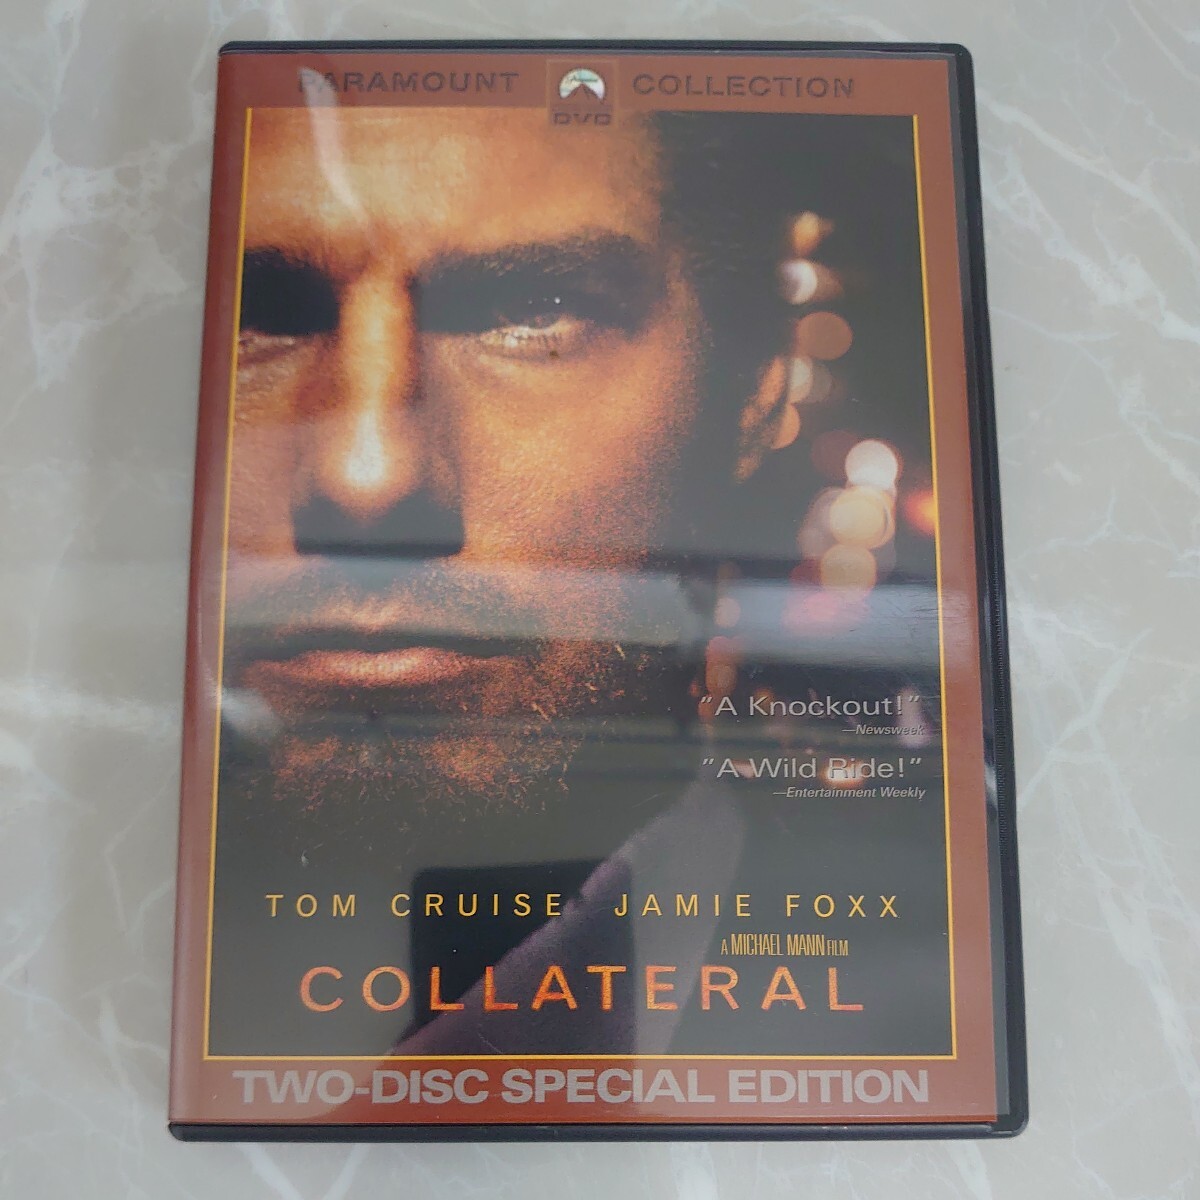 PARAMOUNT COLLECTION
DVD
"A Knockout!"
—Newsweek
"A Wild Ride!"
—Entertainment Weekly
TOM CRUISE JAMIE FOXX
A MICHAEL MANN FILM
COLLATERAL
TWO-DISC SPECIAL EDITION